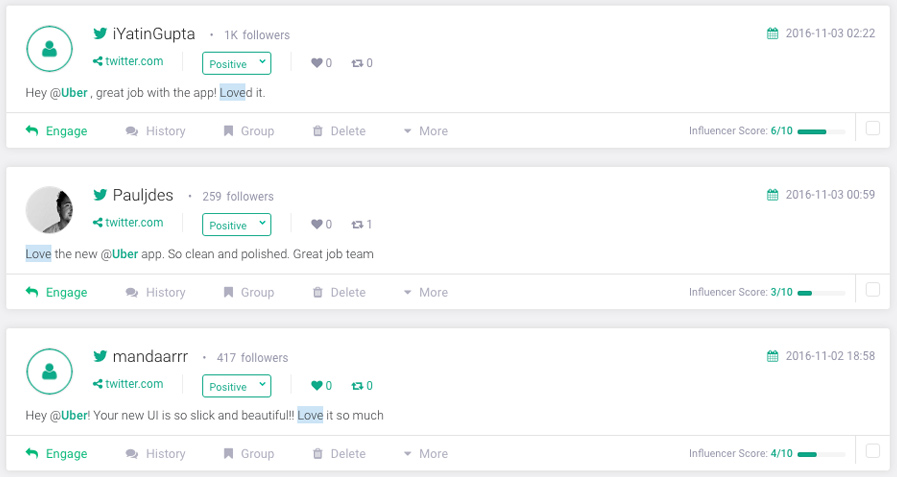 iYatinGupta • 1K followers 2016-11-03 02:22
twitter.com Positive 0 0
Hey @Uber , great job with the app! Loved it.
Engage History Group Delete More Influencer Score: 6/10
Pauljdes • 259 followers 2016-11-03 00:59
twitter.com Positive 0 1
Love the new @Uber app. So clean and polished. Great job team
Engage History Group Delete More Influencer Score: 3/10
mandaarrr • 417 followers 2016-11-02 18:58
twitter.com Positive 0 0
Hey @Uber! Your new UI is so slick and beautiful!! Love it so much
Engage History Group Delete More Influencer Score: 4/10